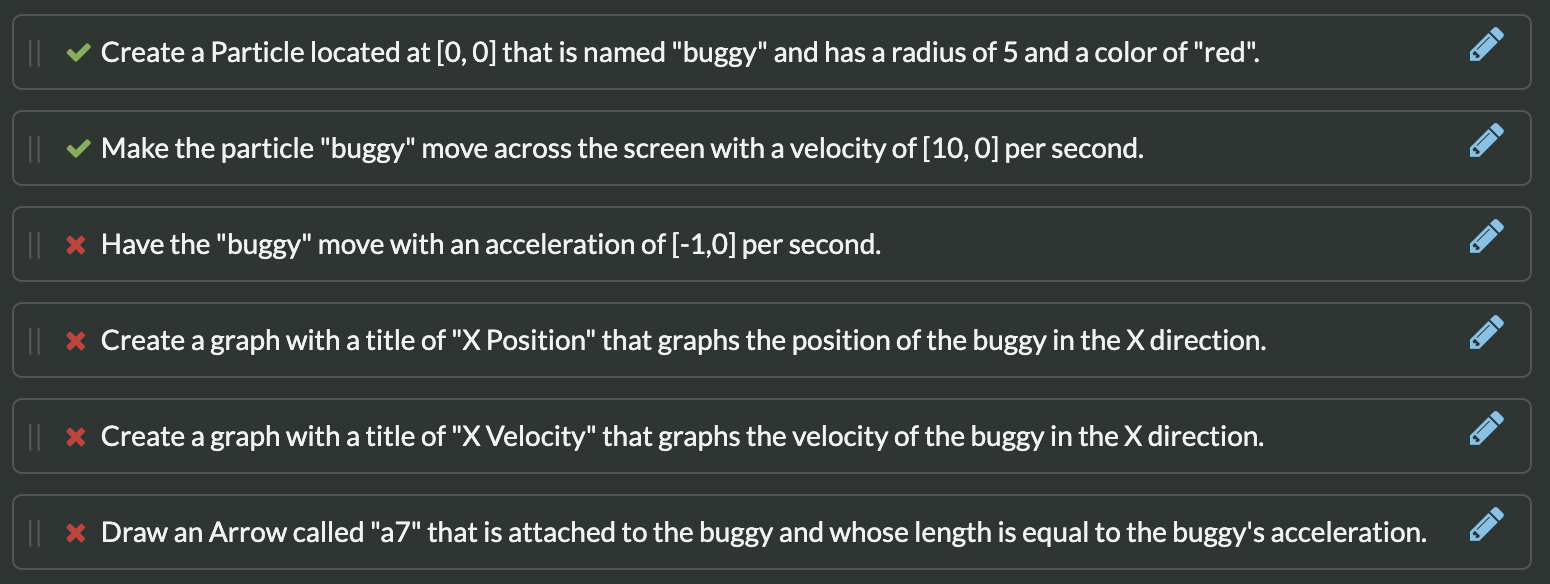 Create a Particle located at [0, 0] that is named "buggy" and has a radius of 5 and a color of "red".
Make the particle "buggy" move across the screen with a velocity of [10, 0] per second.
Have the "buggy" move with an acceleration of [-1,0] per second.
Create a graph with a title of "X Position" that graphs the position of the buggy in the X direction.
Create a graph with a title of "X Velocity" that graphs the velocity of the buggy in the X direction.
Draw an Arrow called "a7" that is attached to the buggy and whose length is equal to the buggy's acceleration.